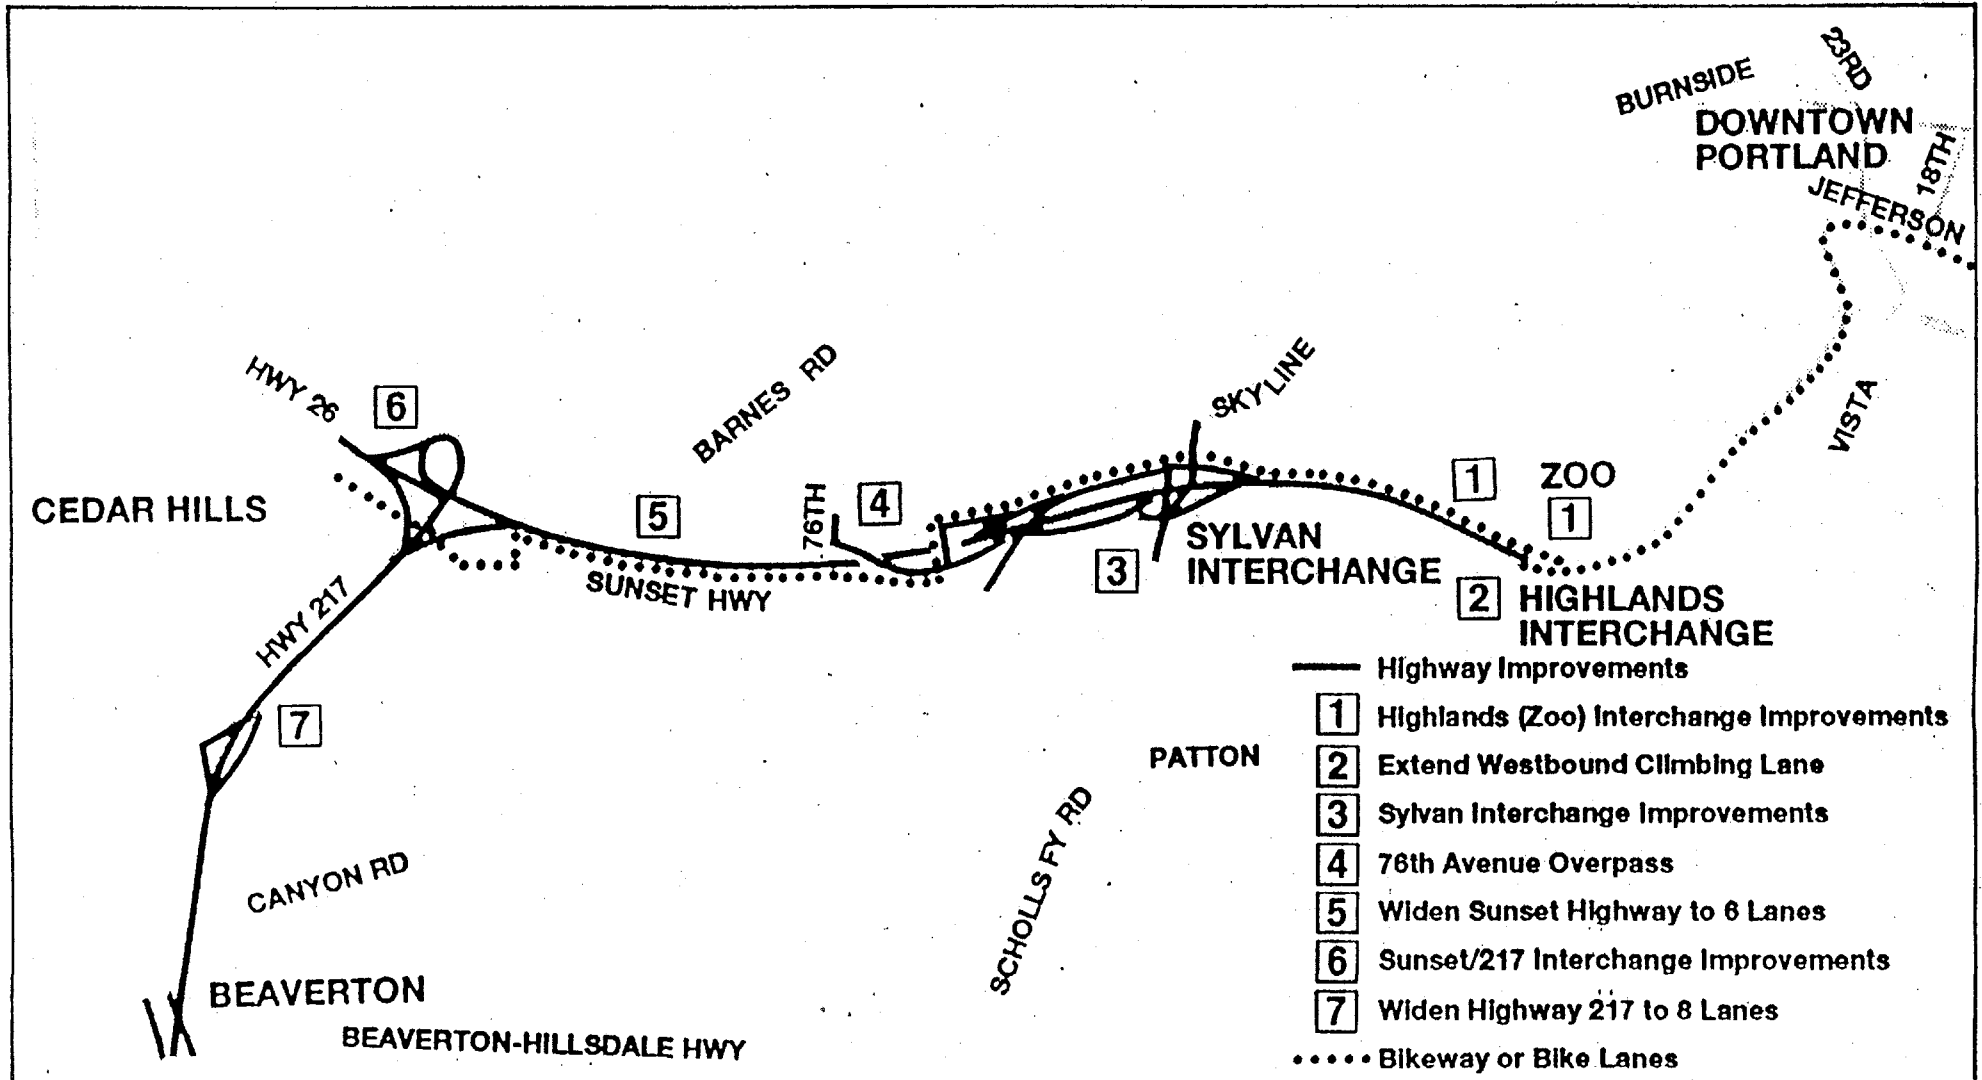 23RD
BURNSIDE
DOWNTOWN
PORTLAND
18TH
JEFFERSON
HWY 26
6
BARNES RD
SKYLINE
VISTA
CEDAR HILLS
5
76TH
4
1
ZOO
1
SYLVAN
INTERCHANGE
3
SUNSET HWY
2
HIGHLANDS
INTERCHANGE
HWY 217
7
PATTON
SCHOLLS FY RD
CANYON RD
BEAVERTON
BEAVERTON-HILLSDALE HWY
Highway Improvements
1 Highlands (Zoo) Interchange Improvements
2 Extend Westbound Climbing Lane
3 Sylvan Interchange Improvements
4 76th Avenue Overpass
5 Widen Sunset Highway to 6 Lanes
6 Sunset/217 Interchange Improvements
7 Widen Highway 217 to 8 Lanes
Bikeway or Bike Lanes